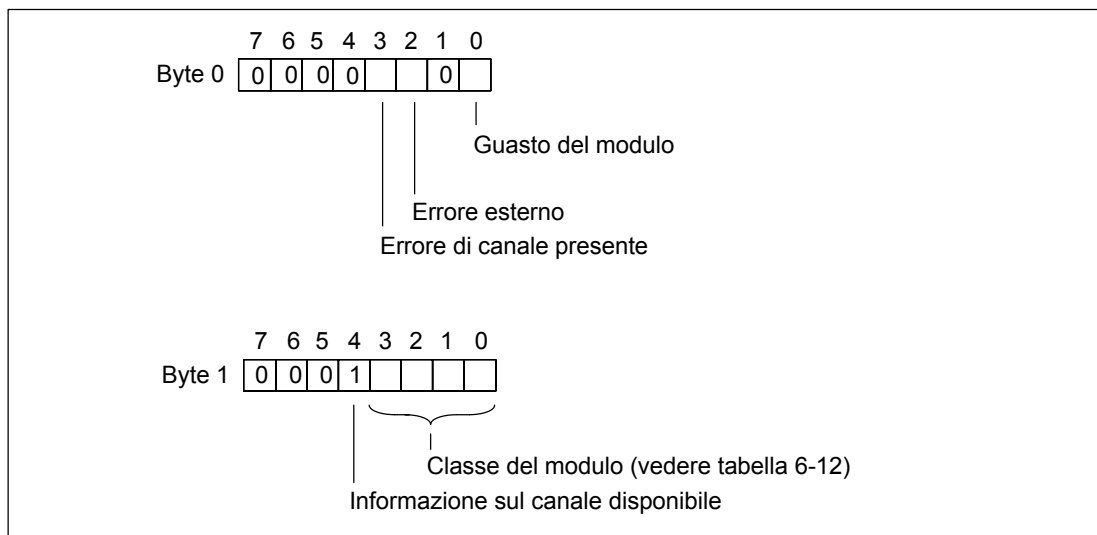 7 6 5 4 3 2 1 0
Byte 0 0 0 0 0 0
Guasto del modulo
Errore esterno
Errore di canale presente
7 6 5 4 3 2 1 0
Byte 1 0 0 0 1
Classe del modulo (vedere tabella 6-12)
Informazione sul canale disponibile